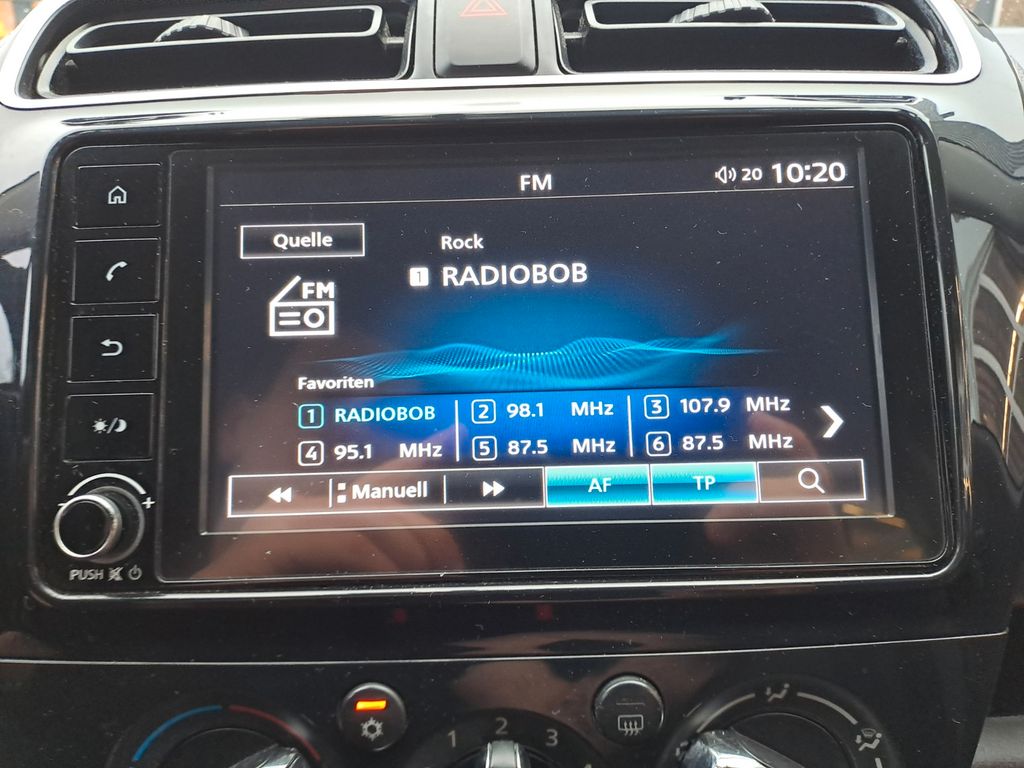 FM 20 10:20
Quelle Rock
1 RADIOBOB
FM
Favoriten
1 RADIOBOB 2 98.1 MHz 3 107.9 MHz
4 95.1 MHz 5 87.5 MHz 6 87.5 MHz
Manuell AF TP
+
PUSH
1 2 3